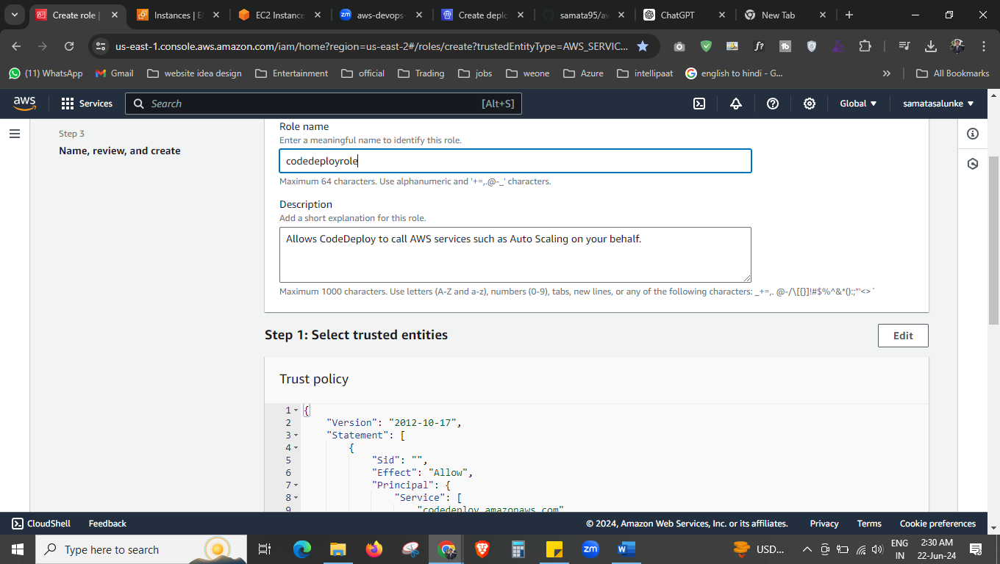 Create role |
Instances | E
EC2 Instance
zm aws-devops-
Create deplo
samata95/aw
ChatGPT
New Tab
us-east-1.console.aws.amazon.com/iam/home?region=us-east-2#/roles/create?trustedEntityType=AWS_SERVIC...
(11) WhatsApp
Gmail
website idea design
Entertainment
official
Trading
jobs
weone
Azure
intellipaat
english to hindi - G...
All Bookmarks
aws
Services
Search
[Alt+S]
Global
samatasalunke
Step 3
Name, review, and create
Role name
Enter a meaningful name to identify this role.
codedeployrole
Maximum 64 characters. Use alphanumeric and '+=,.@-_' characters.
Description
Add a short explanation for this role.
Allows CodeDeploy to call AWS services such as Auto Scaling on your behalf.
Maximum 1000 characters. Use letters (A-Z and a-z), numbers (0-9), tabs, new lines, or any of the following characters: _+=,. @-/\[{}]!#$%^&*():;"'<>`
Step 1: Select trusted entities
Edit
Trust policy
1 {
2 "Version": "2012-10-17",
3 "Statement": [
4 {
5 "Sid": "",
6 "Effect": "Allow",
7 "Principal": {
8 "Service": [
9 "codedeploy.amazonaws.com"
CloudShell
Feedback
© 2024, Amazon Web Services, Inc. or its affiliates.
Privacy
Terms
Cookie preferences
Type here to search
zm
USD...
ENG
IN
2:30 AM
22-Jun-24